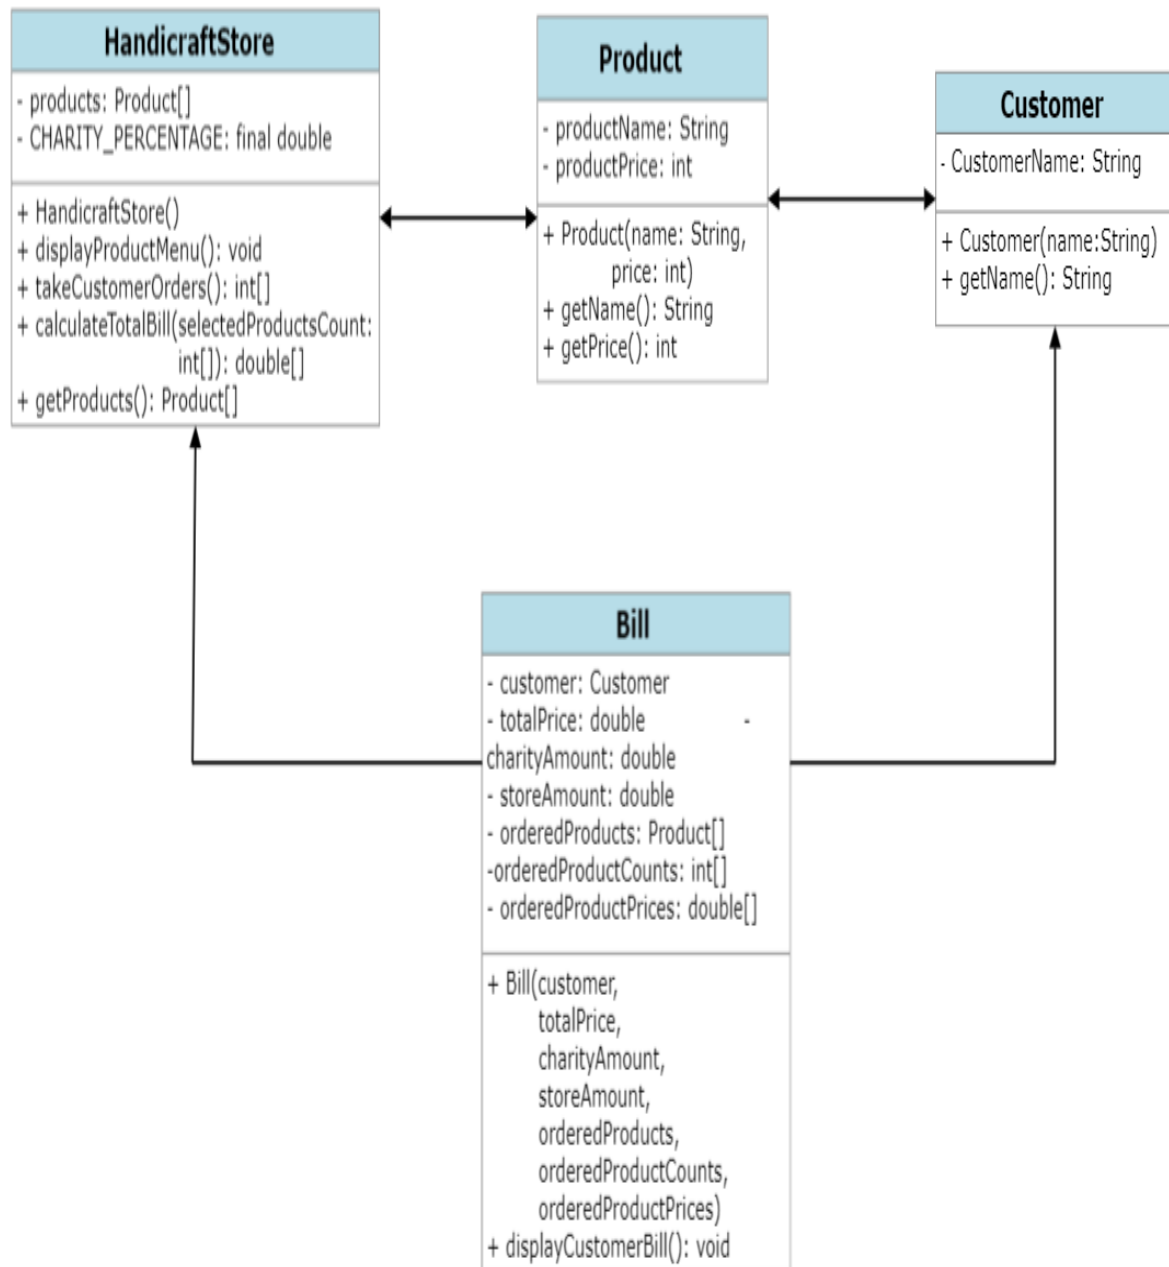 HandicraftStore
- products: Product[]
- CHARITY_PERCENTAGE: final double
+ HandicraftStore()
+ displayProductMenu(): void
+ takeCustomerOrders(): int[]
+ calculateTotalBill(selectedProductsCount:
int[]): double[]
+ getProducts(): Product[]
Product
- productName: String
- productPrice: int
+ Product(name: String,
price: int)
+ getName(): String
+ getPrice(): int
Customer
- CustomerName: String
+ Customer(name:String)
+ getName(): String
Bill
- customer: Customer
- totalPrice: double -
charityAmount: double
- storeAmount: double
- orderedProducts: Product[]
-orderedProductCounts: int[]
- orderedProductPrices: double[]
+ Bill(customer,
totalPrice,
charityAmount,
storeAmount,
orderedProducts,
orderedProductCounts,
orderedProductPrices)
+ displayCustomerBill(): void